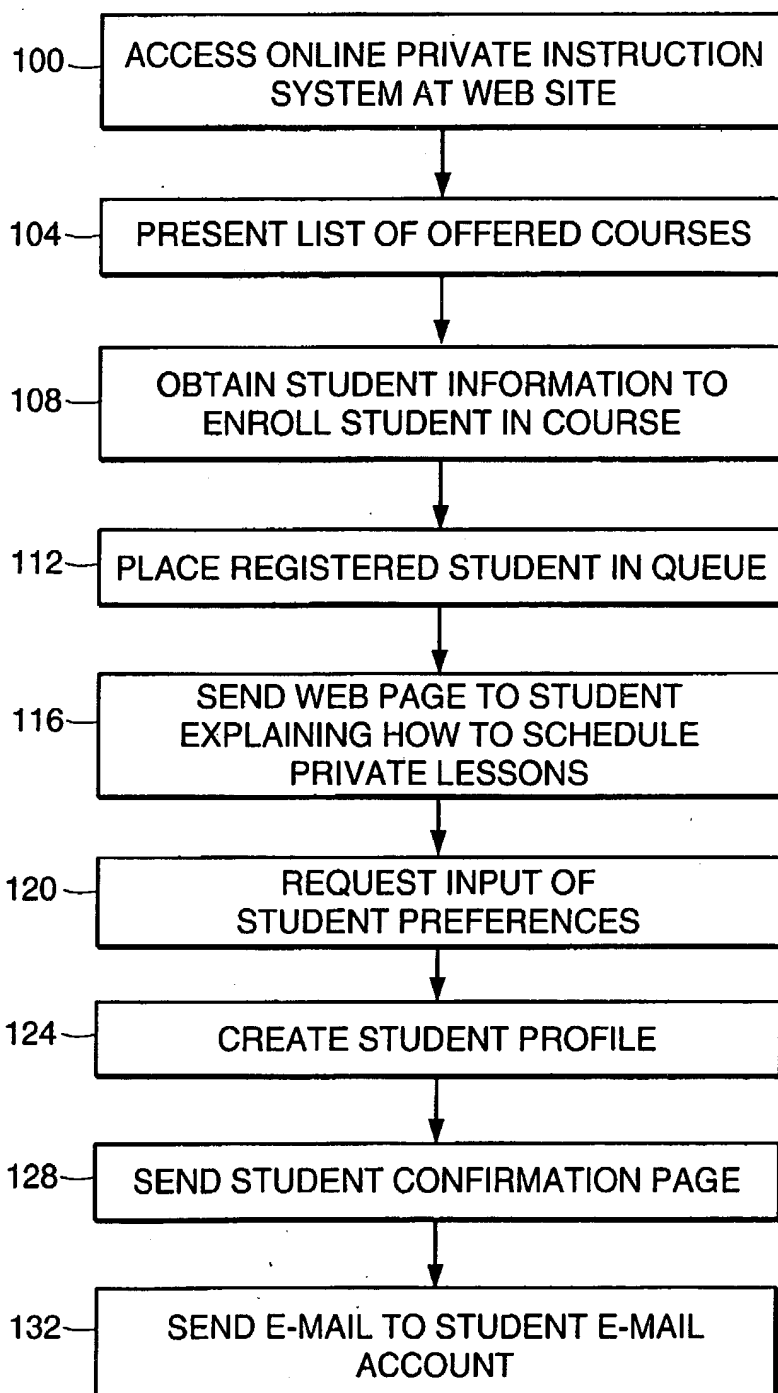 100
ACCESS ONLINE PRIVATE INSTRUCTION
SYSTEM AT WEB SITE
104
PRESENT LIST OF OFFERED COURSES
108
OBTAIN STUDENT INFORMATION TO
ENROLL STUDENT IN COURSE
112
PLACE REGISTERED STUDENT IN QUEUE
116
SEND WEB PAGE TO STUDENT
EXPLAINING HOW TO SCHEDULE
PRIVATE LESSONS
120
REQUEST INPUT OF
STUDENT PREFERENCES
124
CREATE STUDENT PROFILE
128
SEND STUDENT CONFIRMATION PAGE
132
SEND E-MAIL TO STUDENT E-MAIL
ACCOUNT